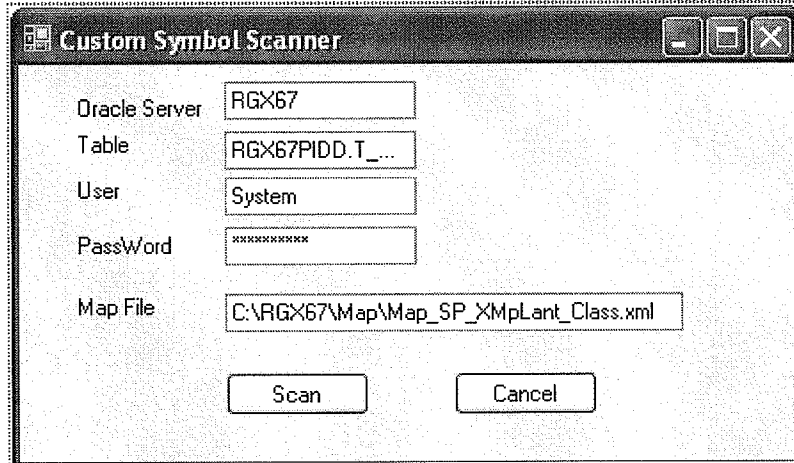 Custom Symbol Scanner
Oracle Server RGX67
Table RGX67PIDD.T_...
User System
PassWord **********
Map File C:\RGX67\Map\Map_SP_XMpLant_Class.xml
Scan Cancel